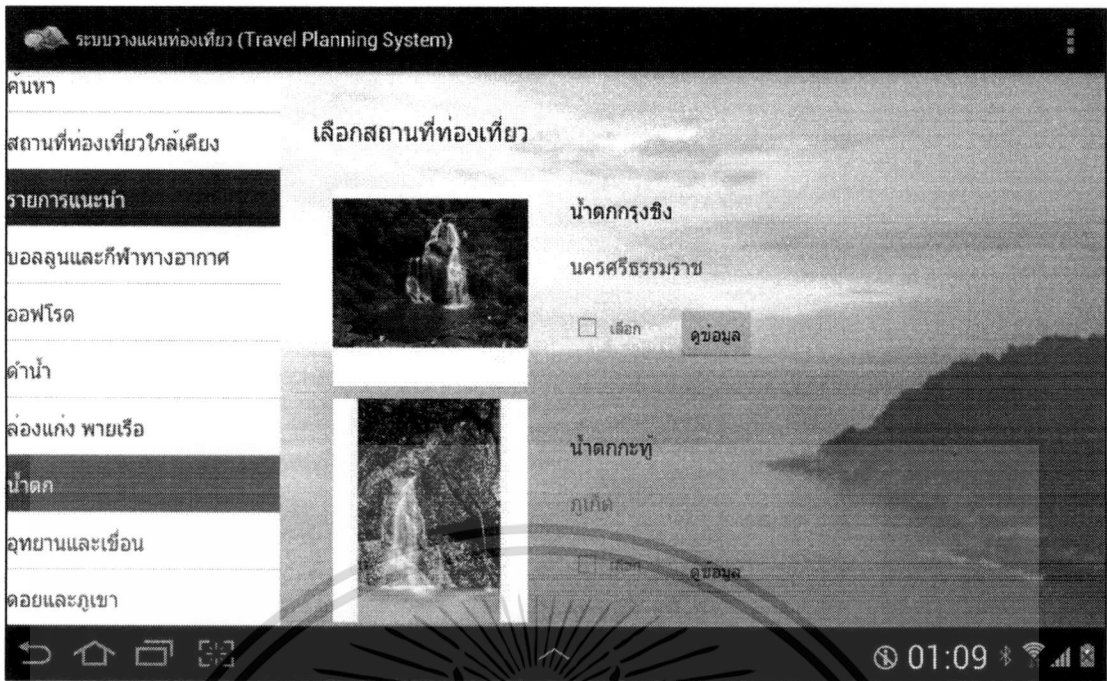 ระบบวางแผนท่องเที่ยว (Travel Planning System)
ค้นหา
สถานที่ท่องเที่ยวใกล้เคียง
รายการแนะนำ
บอลลูนและกีฬาทางอากาศ
ออฟโรด
ดำน้ำ
ล่องแก่ง พายเรือ
น้ำตก
อุทยานและเขื่อน
ดอยและภูเขา
เลือกสถานที่ท่องเที่ยว
น้ำตกกรุงชิง
นครศรีธรรมราช
เลือก ดูข้อมูล
น้ำตกกะทู้
ภูเก็ต
เลือก ดูข้อมูล
01:09